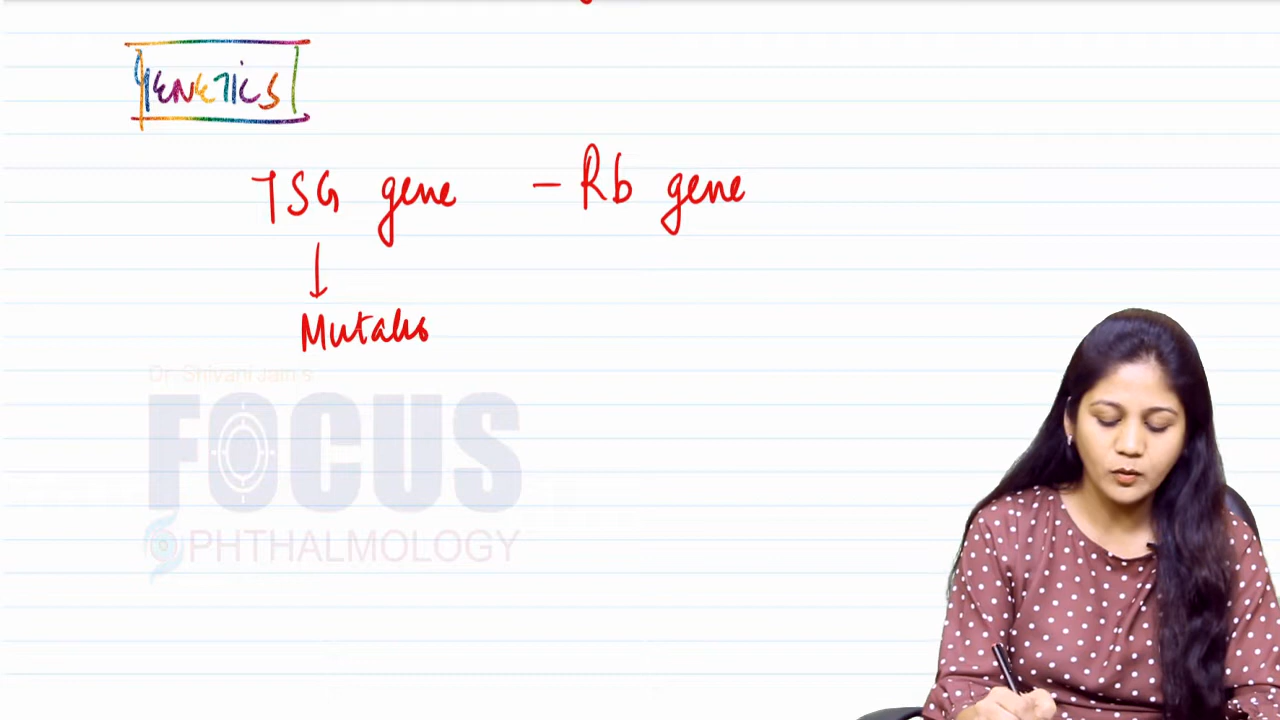 GENETICS
TSG gene – Rb gene
↓
Mutatio
Dr. Shivani Jain's
FOCUS
OPHTHALMOLOGY